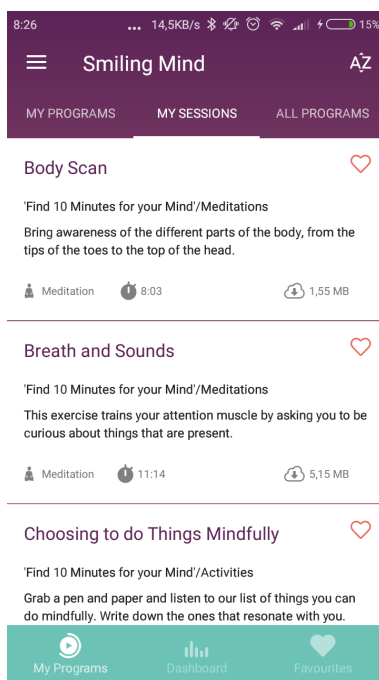 8:26 ... 14,5KB/s 15%
Smiling Mind AZ
MY PROGRAMS MY SESSIONS ALL PROGRAMS
Body Scan
'Find 10 Minutes for your Mind'/Meditations
Bring awareness of the different parts of the body, from the
tips of the toes to the top of the head.
Meditation 8:03 1,55 MB
Breath and Sounds
'Find 10 Minutes for your Mind'/Meditations
This exercise trains your attention muscle by asking you to be
curious about things that are present.
Meditation 11:14 5,15 MB
Choosing to do Things Mindfully
'Find 10 Minutes for your Mind'/Activities
Grab a pen and paper and listen to our list of things you can
do mindfully. Write down the ones that resonate with you.
My Programs Dashboard Favourites